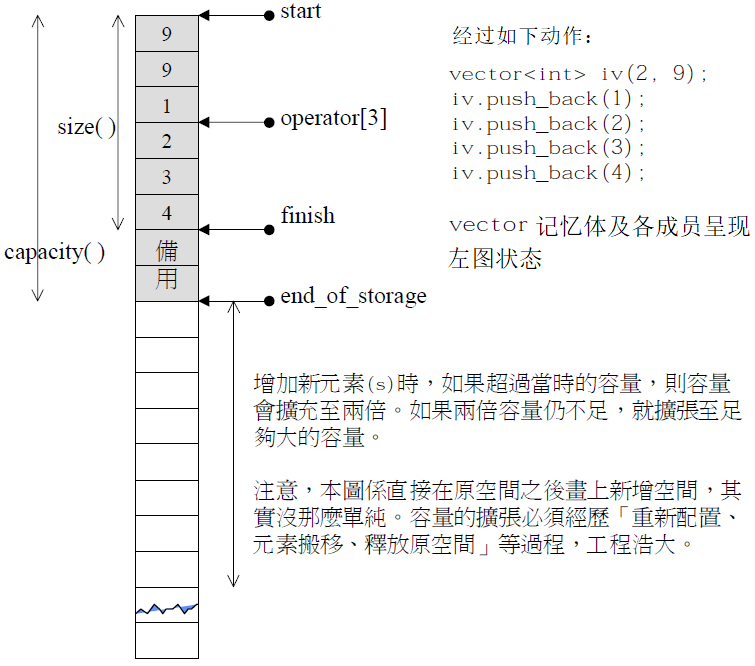 start
9
9
1
operator[3]
size( )
2
3
4
finish
備
capacity( )
用
end_of_storage
经过如下动作：
vector<int> iv(2, 9);
iv.push_back(1);
iv.push_back(2);
iv.push_back(3);
iv.push_back(4);
vector 记忆体及各成员呈现
左图状态
增加新元素(s)時，如果超過當時的容量，則容量
會擴充至兩倍。如果兩倍容量仍不足，就擴張至足
夠大的容量。
注意，本圖係直接在原空間之後畫上新增空間，其
實沒那麼單純。容量的擴張必須經歷「重新配置、
元素搬移、釋放原空間」等過程，工程浩大。